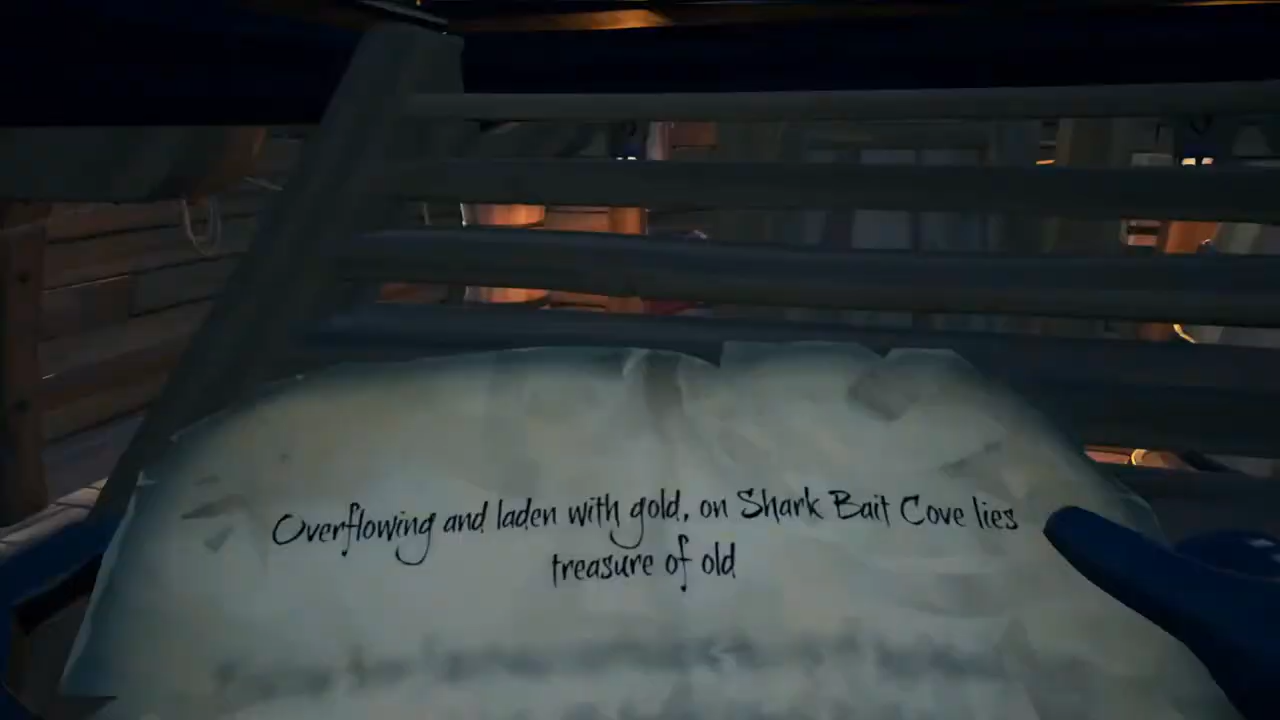 Overflowing and laden with gold, on Shark Bait Cove lies
treasure of old